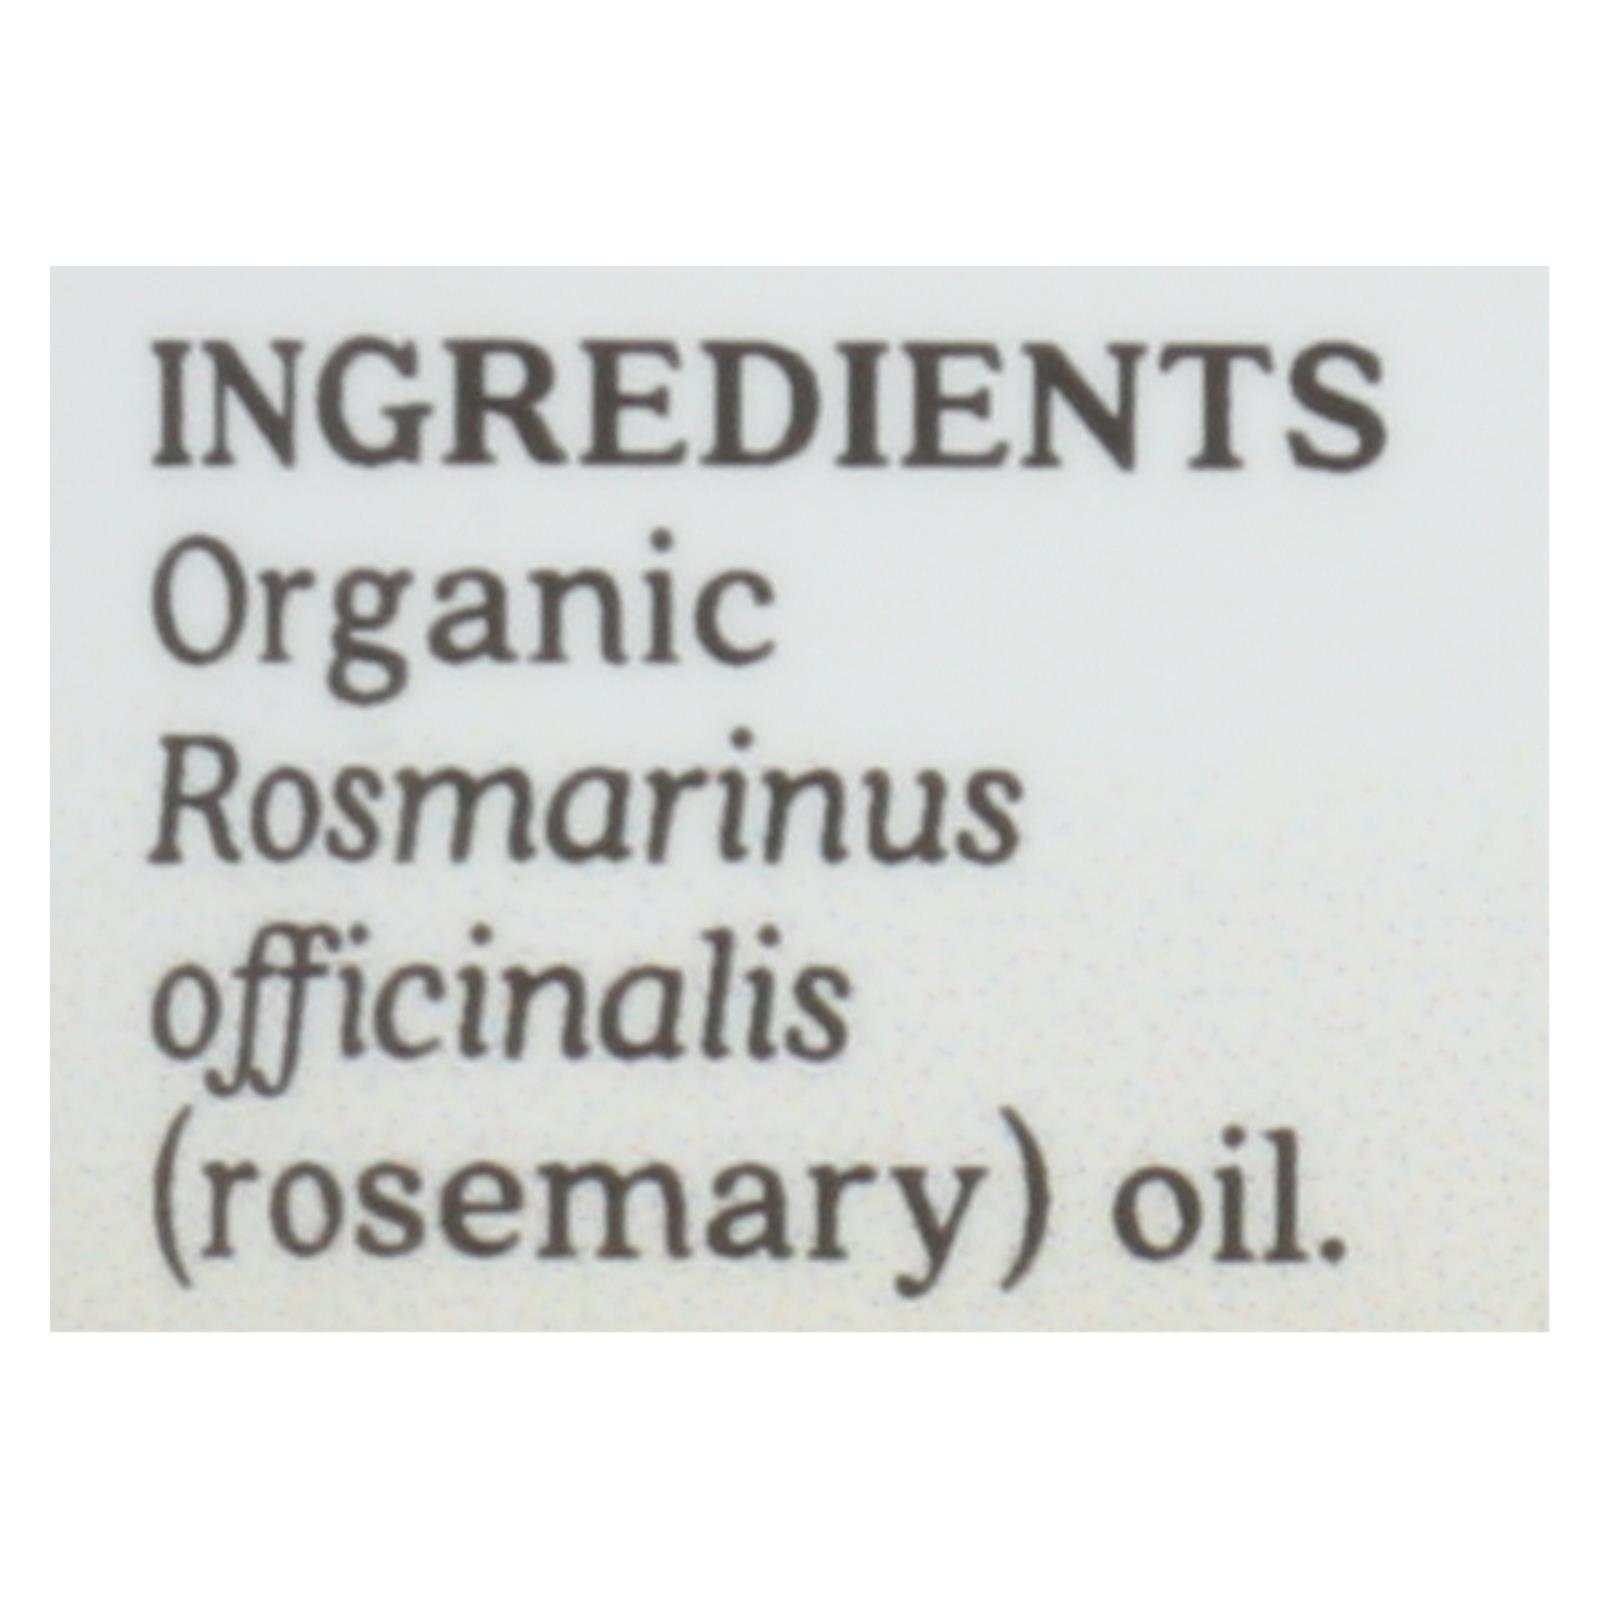 INGREDIENTS
Organic
Rosmarinus
officinalis
(rosemary) oil.